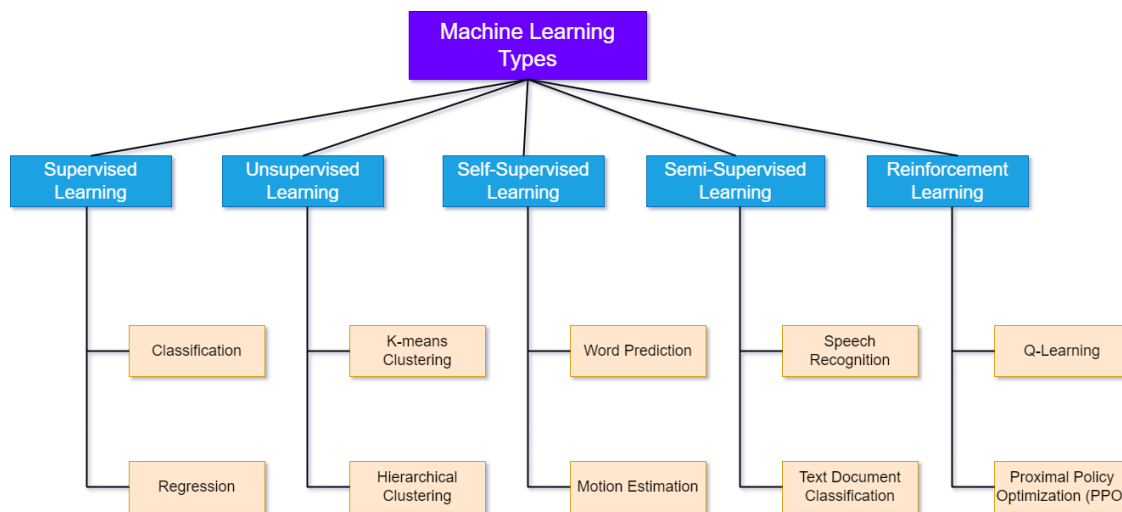 Machine Learning
Types
Supervised
Learning
Unsupervised
Learning
Self-Supervised
Learning
Semi-Supervised
Learning
Reinforcement
Learning
Classification
K-means
Clustering
Word Prediction
Speech
Recognition
Q-Learning
Regression
Hierarchical
Clustering
Motion Estimation
Text Document
Classification
Proximal Policy
Optimization (PPO)